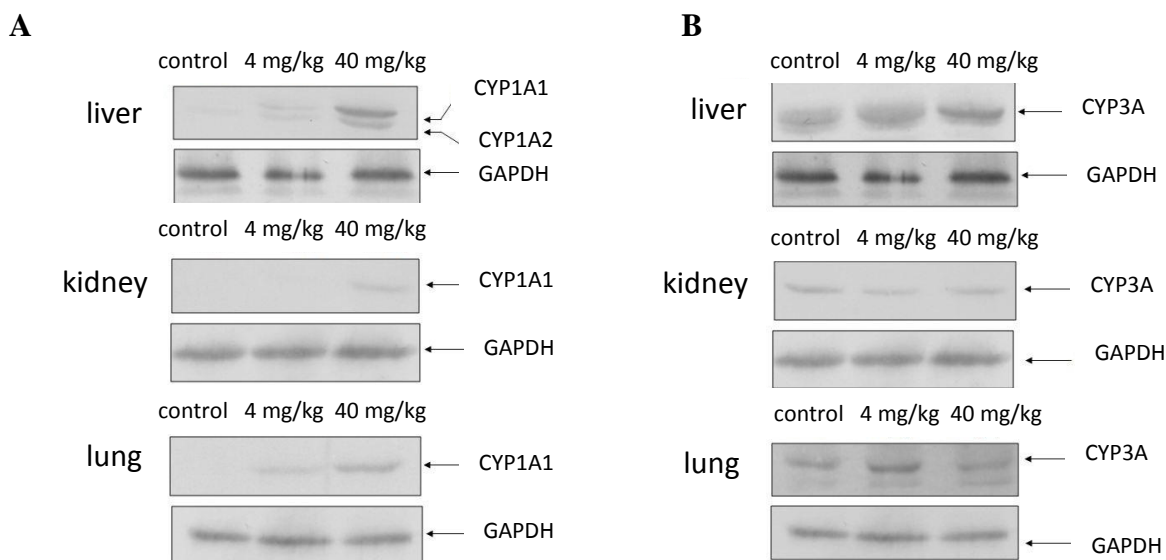 A
control 4 mg/kg 40 mg/kg
liver
CYP1A1
CYP1A2
GAPDH
control 4 mg/kg 40 mg/kg
kidney
CYP1A1
GAPDH
control 4 mg/kg 40 mg/kg
lung
CYP1A1
GAPDH
B
control 4 mg/kg 40 mg/kg
liver
CYP3A
GAPDH
control 4 mg/kg 40 mg/kg
kidney
CYP3A
GAPDH
control 4 mg/kg 40 mg/kg
lung
CYP3A
GAPDH